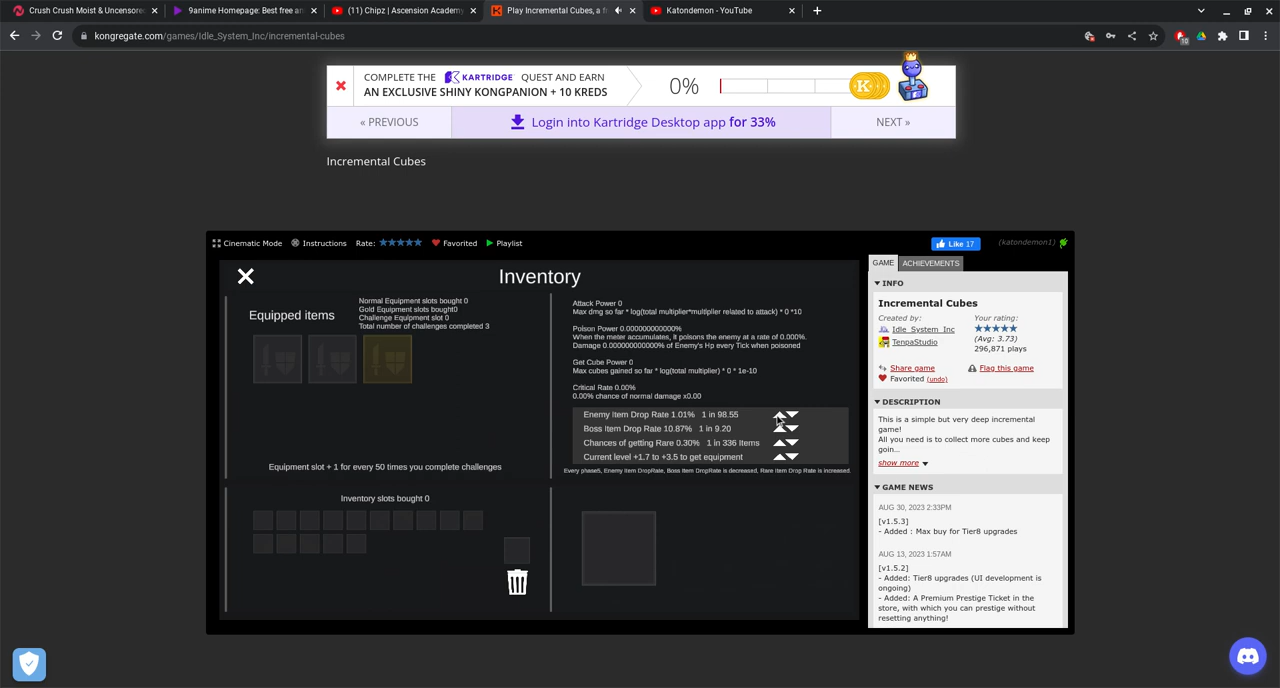 Crush Crush Moist & Uncensore
9anime Homepage: Best free an
(11) Chipz | Ascension Academy
Play Incremental Cubes, a f
Katondemon - YouTube
kongregate.com/games/Idle_System_Inc/incremental-cubes
10
COMPLETE THE KARTRIDGE QUEST AND EARN
AN EXCLUSIVE SHINY KONGPANION + 10 KREDS
0%
« PREVIOUS
Login into Kartridge Desktop app for 33%
NEXT »
Incremental Cubes
Cinematic Mode
Instructions
Rate:
Favorited
Playlist
Like 17
(katondemon1)
Inventory
Equipped items
Normal Equipment slots bought 0
Gold Equipment slots bought0
Challenge Equipment slot 0
Total number of challenges completed 3
Equipment slot + 1 for every 50 times you complete challenges
Attack Power 0
Max dmg so far * log(total multiplier*multiplier related to attack) * 0 *10
Poison Power 0.000000000000%
When the meter accumulates, it poisons the enemy at a rate of 0.000%.
Damage 0.000000000000% of Enemy's Hp every Tick when poisoned
Get Cube Power 0
Max cubes gained so far * log(total multiplier) * 0 * 1e-10
Critical Rate 0.00%
0.00% chance of normal damage x0.00
Enemy Item Drop Rate 1.01% 1 in 98.55
Boss Item Drop Rate 10.87% 1 in 9.20
Chances of getting Rare 0.30% 1 in 336 Items
Current level +1.7 to +3.5 to get equipment
Every phase5, Enemy Item DropRate, Boss Item DropRate is decreased, Rare Item Drop Rate is increased.
Inventory slots bought 0
GAME
ACHIEVEMENTS
INFO
Incremental Cubes
Created by:
Idle_System_Inc
TenpaStudio
Your rating:
(Avg: 3.73)
296,871 plays
Share game
Flag this game
Favorited (undo)
DESCRIPTION
This is a simple but very deep incremental
game!
All you need is to collect more cubes and keep
goin...
show more
GAME NEWS
AUG 30, 2023 2:33PM
[v1.5.3]
- Added : Max buy for Tier8 upgrades
AUG 13, 2023 1:57AM
[v1.5.2]
- Added: Tier8 upgrades (UI development is
ongoing)
- Added: A Premium Prestige Ticket in the
store, with which you can prestige without
resetting anything!